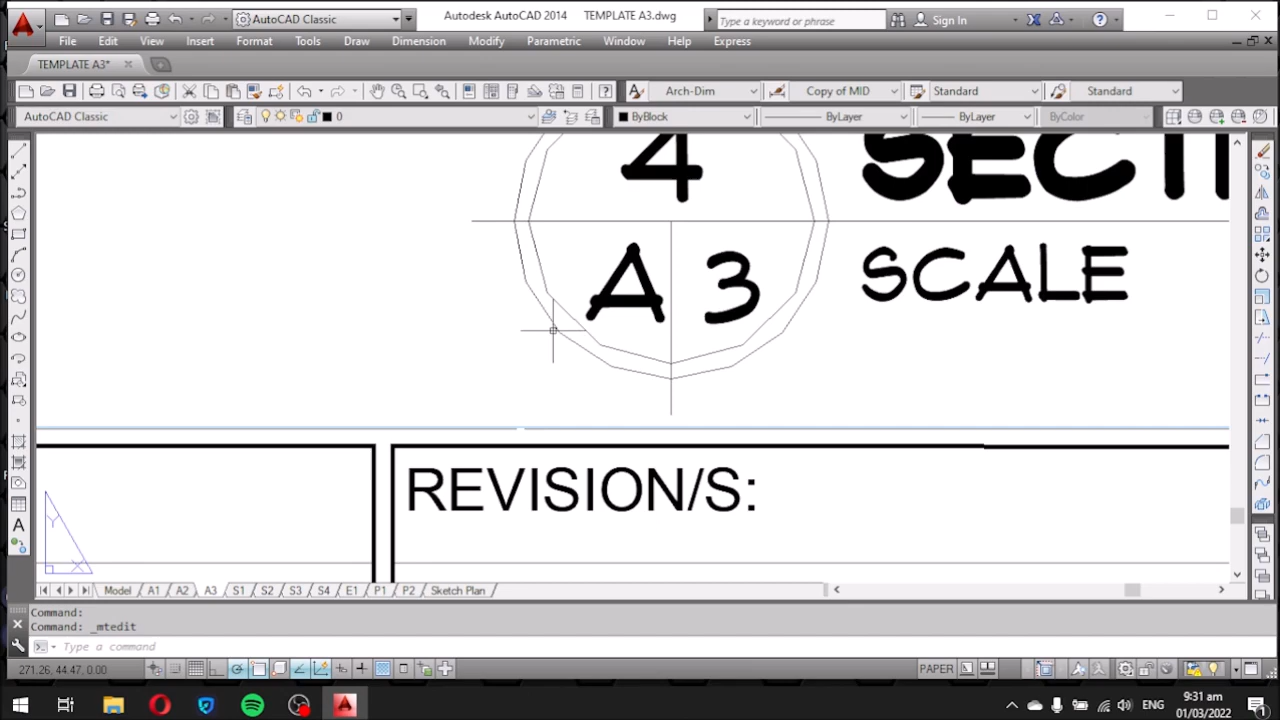 AutoCAD Classic
Autodesk AutoCAD 2014 TEMPLATE A3.dwg
Type a keyword or phrase
Sign In
File Edit View Insert Format Tools Draw Dimension Modify Parametric Window Help Express
TEMPLATE A3*
Arch-Dim
Copy of MID
Standard
Standard
AutoCAD Classic
0
ByBlock
ByLayer
ByLayer
ByColor
4
SECTI
A 3
SCALE
REVISION/S:
Y
X
Model A1 A2 A3 S1 S2 S3 S4 E1 P1 P2 Sketch Plan
Command:
Command: _mtedit
Type a command
271.26, 44.47, 0.00
PAPER
ENG
9:31 am
01/03/2022
1